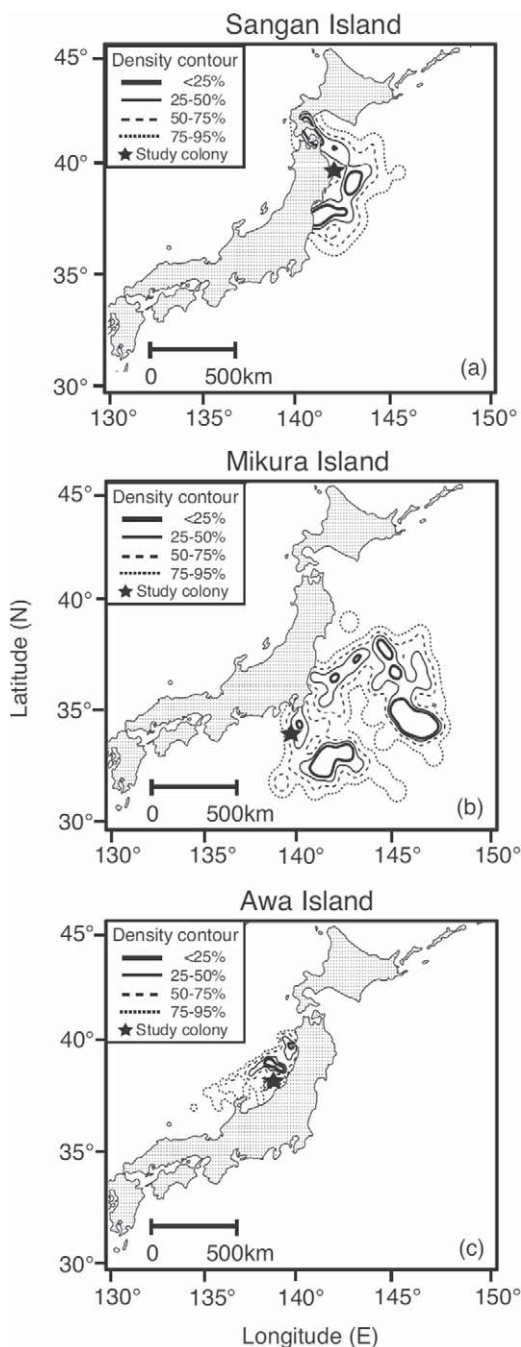 Sangan Island
45°
Density contour
<25%
25-50%
50-75%
75-95%
★ Study colony
40°
35°
0 500km
(a)
30°
130° 135° 140° 145° 150°
Mikura Island
45°
Density contour
<25%
25-50%
50-75%
75-95%
★ Study colony
40°
Latitude (N)
35°
0 500km
(b)
30°
130° 135° 140° 145° 150°
Awa Island
45°
Density contour
<25%
25-50%
50-75%
75-95%
★ Study colony
40°
35°
0 500km
(c)
30°
130° 135° 140° 145° 150°
Longitude (E)